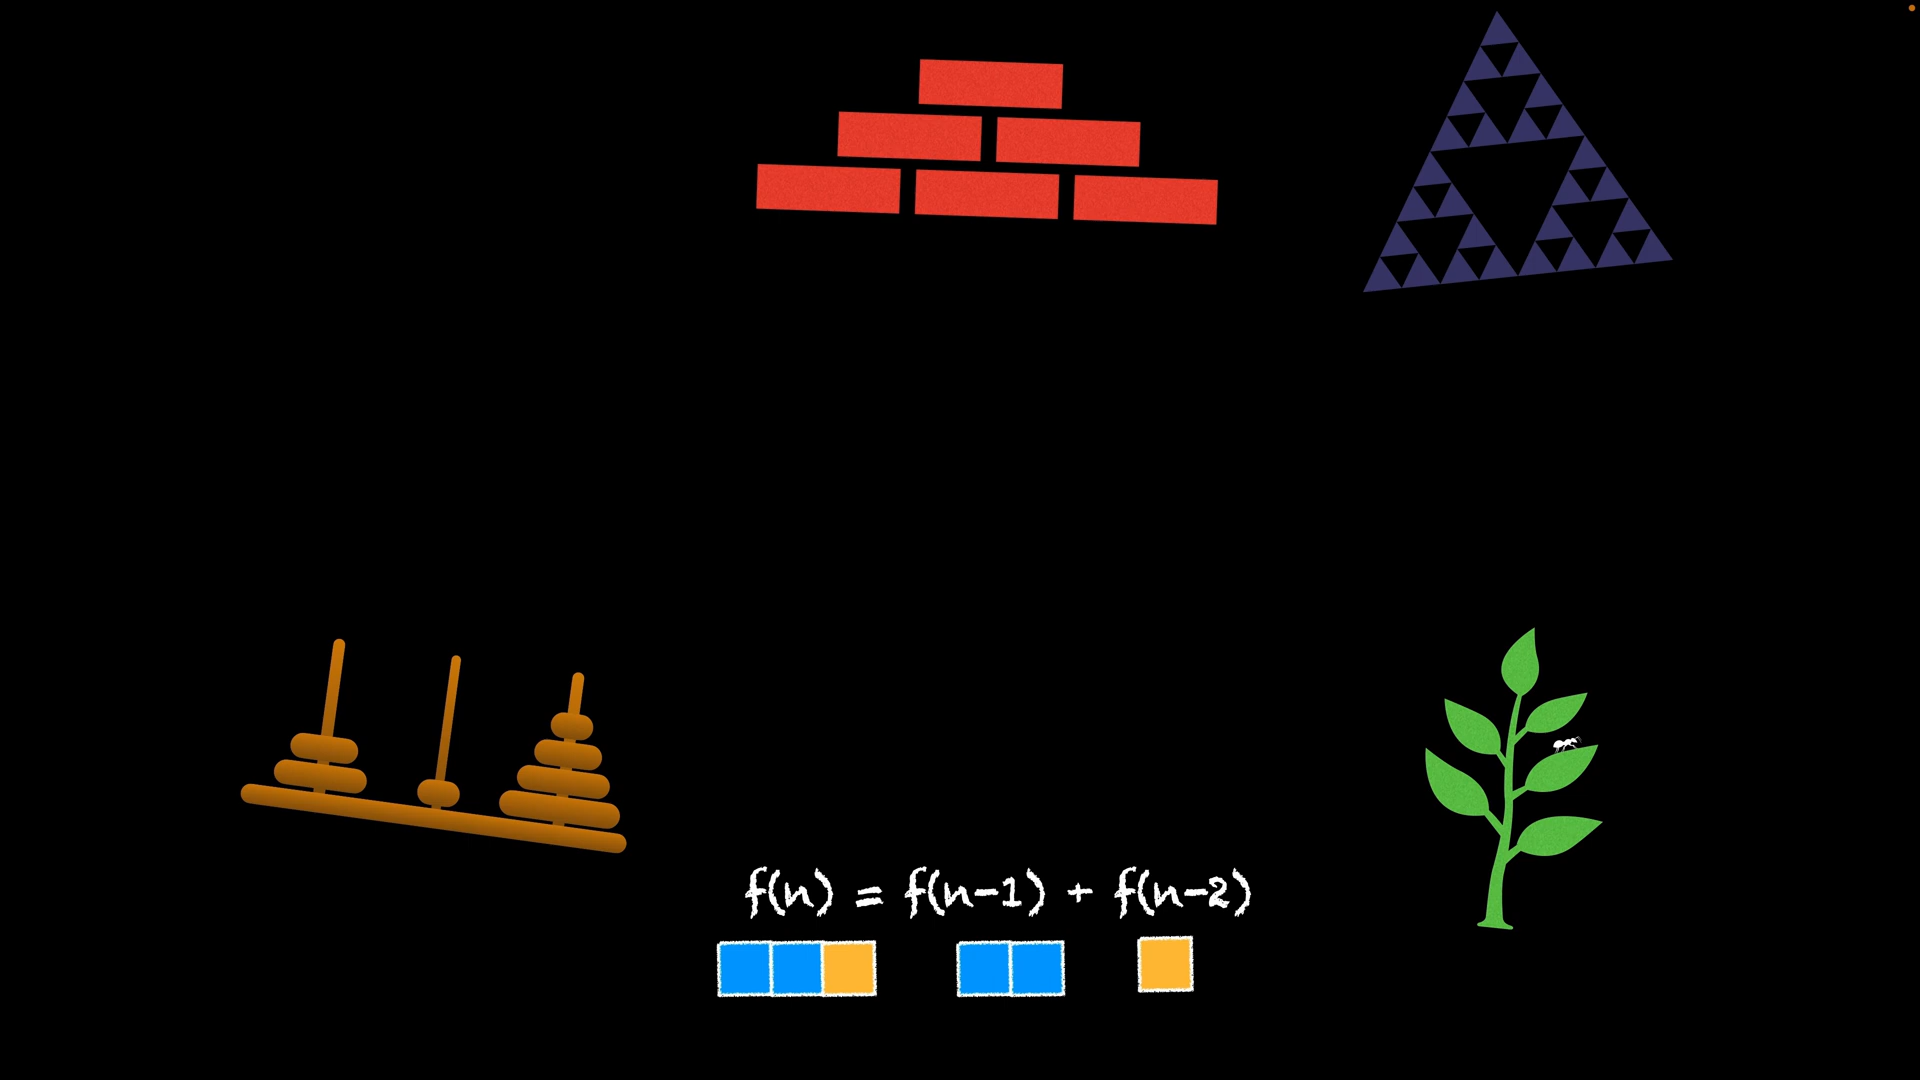 f(n) = f(n-1) + f(n-2)